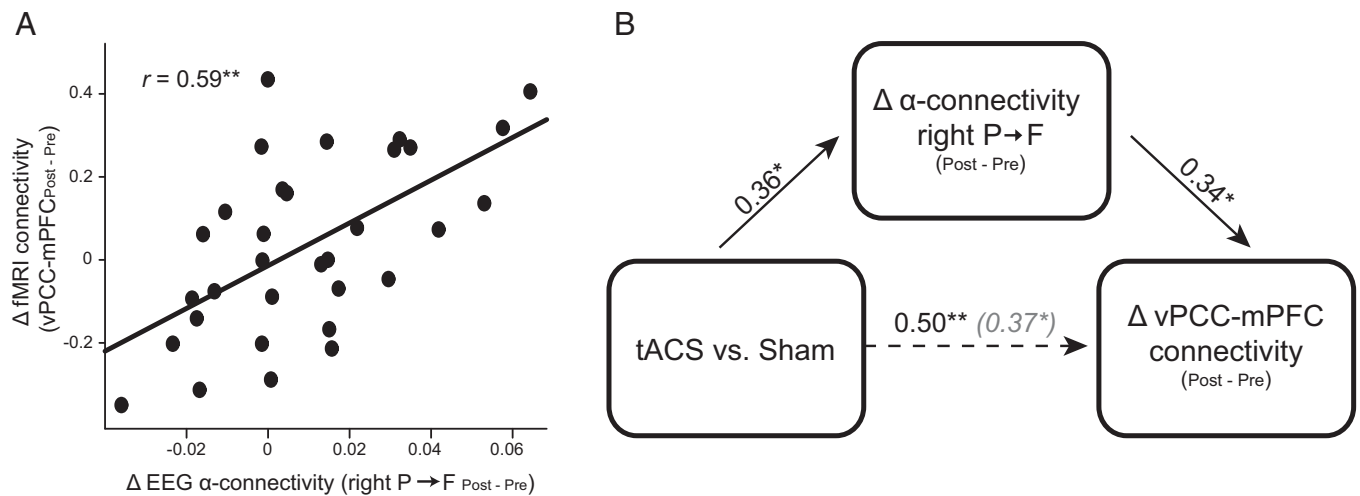 A
r = 0.59**
0.4
0.2
0
-0.2
Δ fMRI connectivity
(vPCC-mPFC Post - Pre)
-0.02
0
0.02
0.04
0.06
Δ EEG α-connectivity (right P → F Post - Pre)
B
Δ α-connectivity
right P→F
(Post - Pre)
0.36*
0.34*
tACS vs. Sham
0.50** (0.37*)
Δ vPCC-mPFC
connectivity
(Post - Pre)